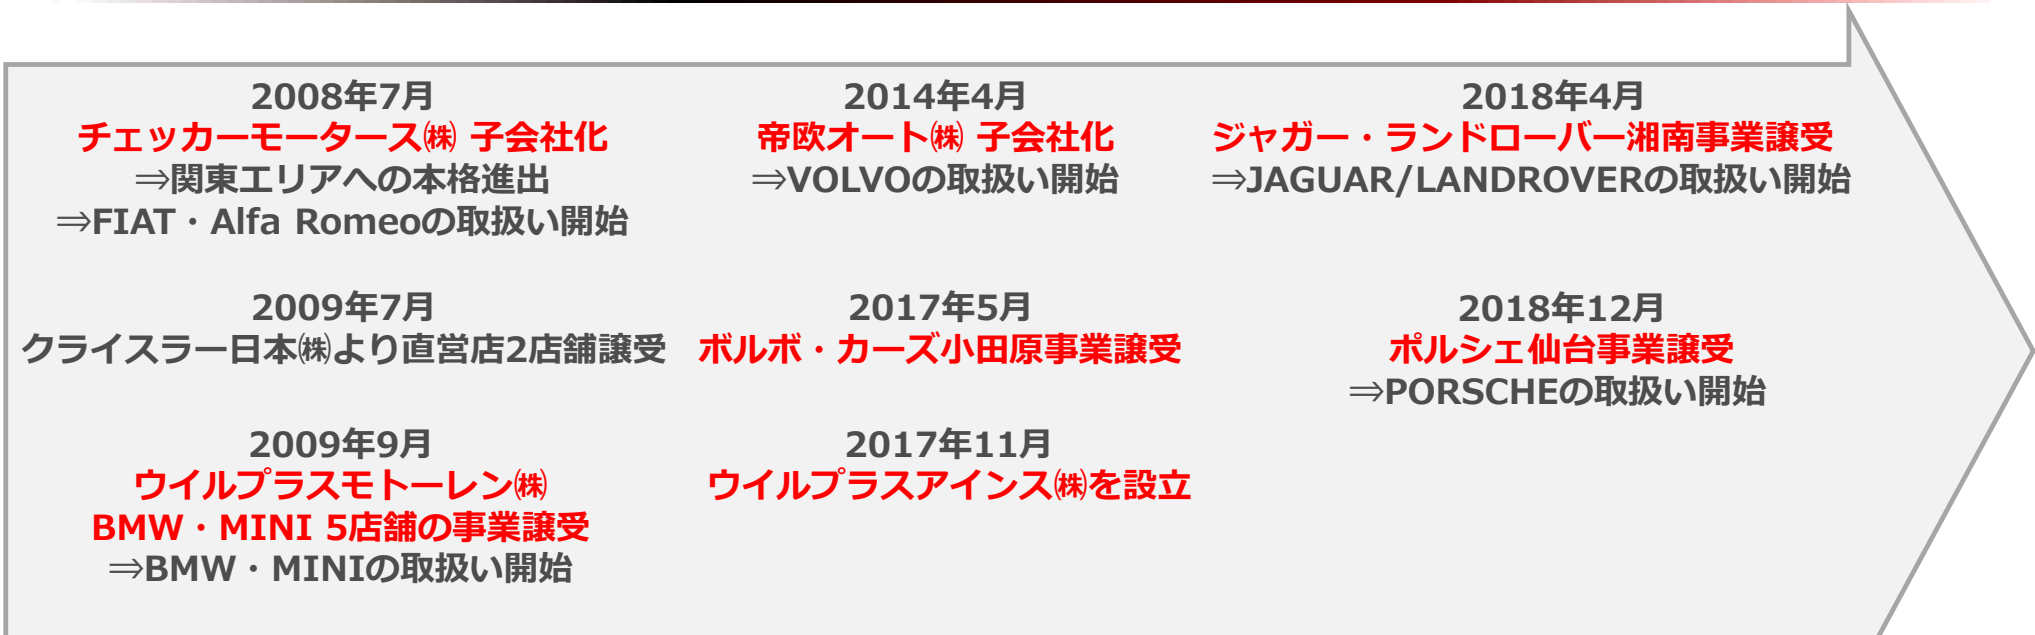 2008年7月
チェッカーモータース㈱ 子会社化
⇒関東エリアへの本格進出
⇒FIAT・Alfa Romeoの取扱い開始
2009年7月
クライスラー日本㈱より直営店2店舗譲受
2009年9月
ウイルプラスモトーレン㈱
BMW・MINI 5店舗の事業譲受
⇒BMW・MINIの取扱い開始
2014年4月
帝欧オート㈱ 子会社化
⇒VOLVOの取扱い開始
2017年5月
ボルボ・カーズ小田原事業譲受
2017年11月
ウイルプラスアインス㈱を設立
2018年4月
ジャガー・ランドローバー湘南事業譲受
⇒JAGUAR/LANDROVERの取扱い開始
2018年12月
ポルシェ仙台事業譲受
⇒PORSCHEの取扱い開始